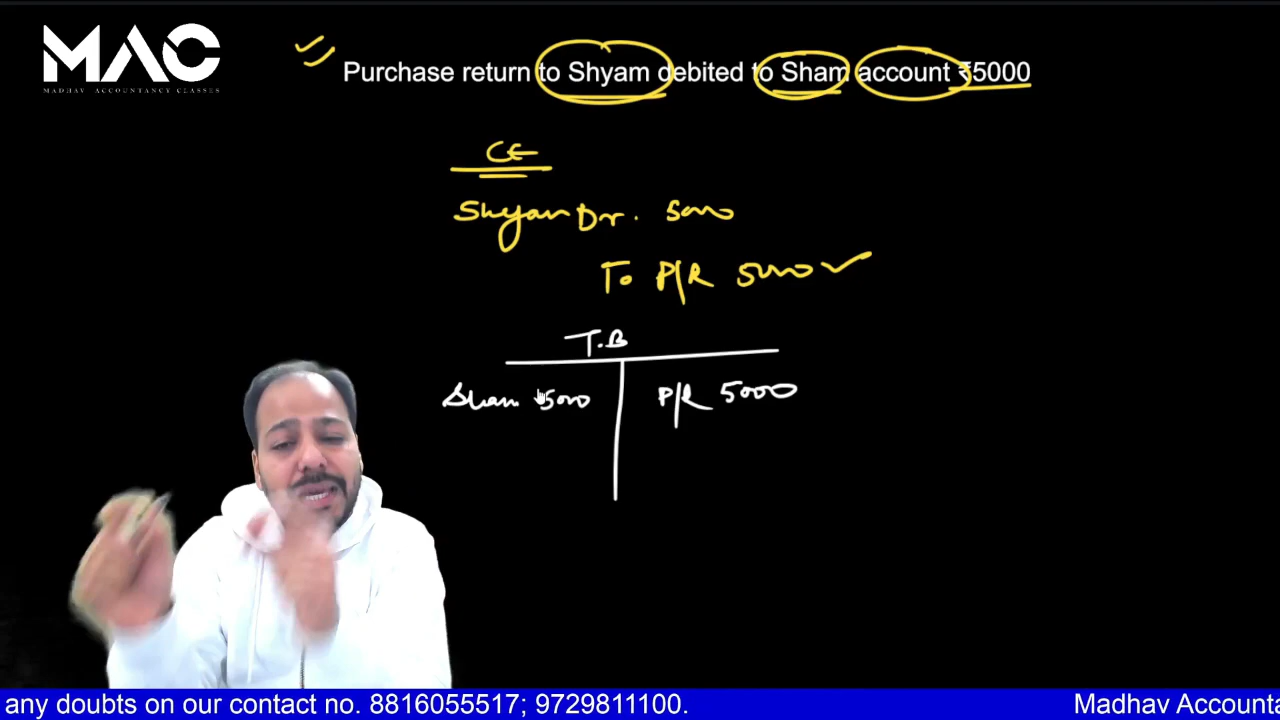 MAC
MADHAV ACCOUNTANCY CLASSES
Purchase return to Shyam debited to Sham account ₹5000
CE
Shyam Dr. 5000
To P/R 5000
T.B
Sham 5000
P/R 5000
any doubts on our contact no. 8816055517; 9729811100.
Madhav Accounta